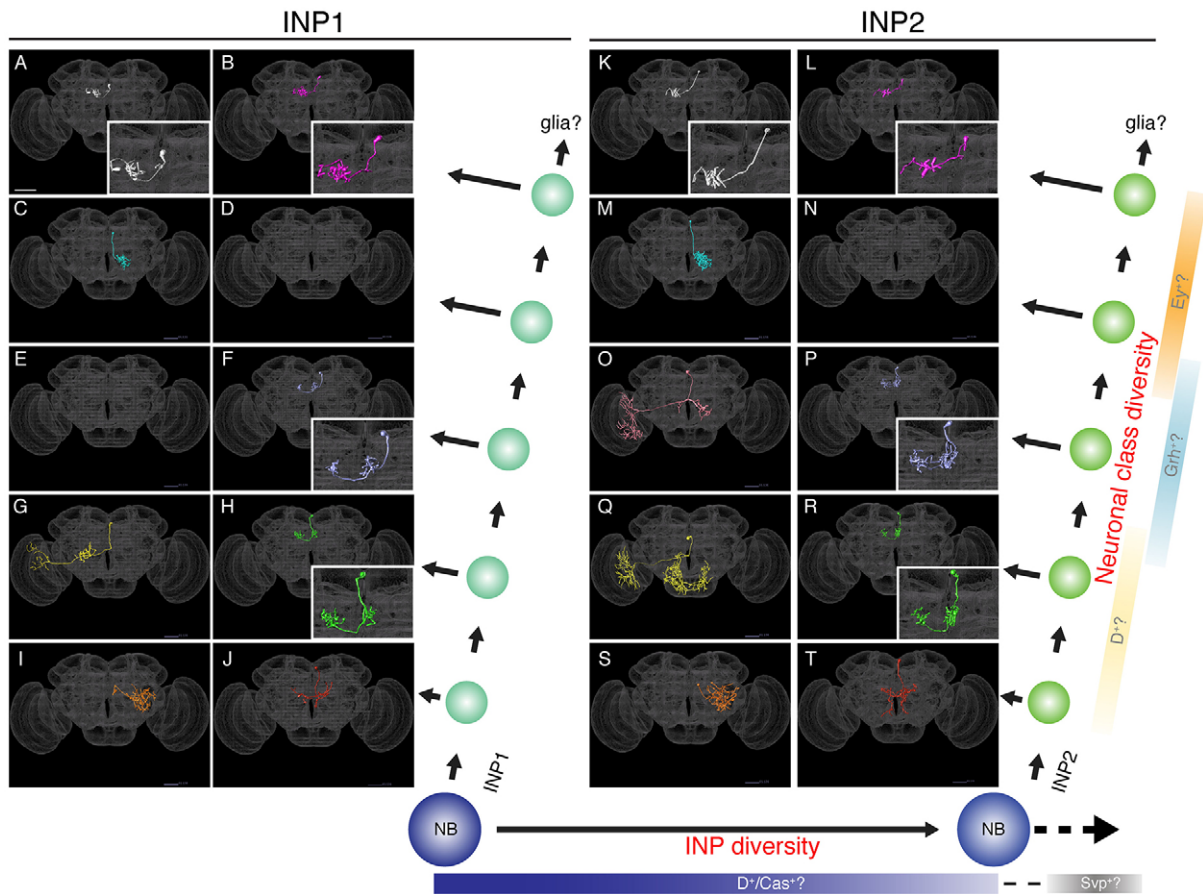 INP1
INP2
A
B
K
L
glia?
glia?
C
D
M
N
Ey⁺?
E
F
O
P
Neuronal class diversity
Grh⁺?
G
H
Q
R
D⁺?
I
J
S
T
INP1
INP2
NB
NB
INP diversity
D⁺/Cas⁺?
Svp⁺?